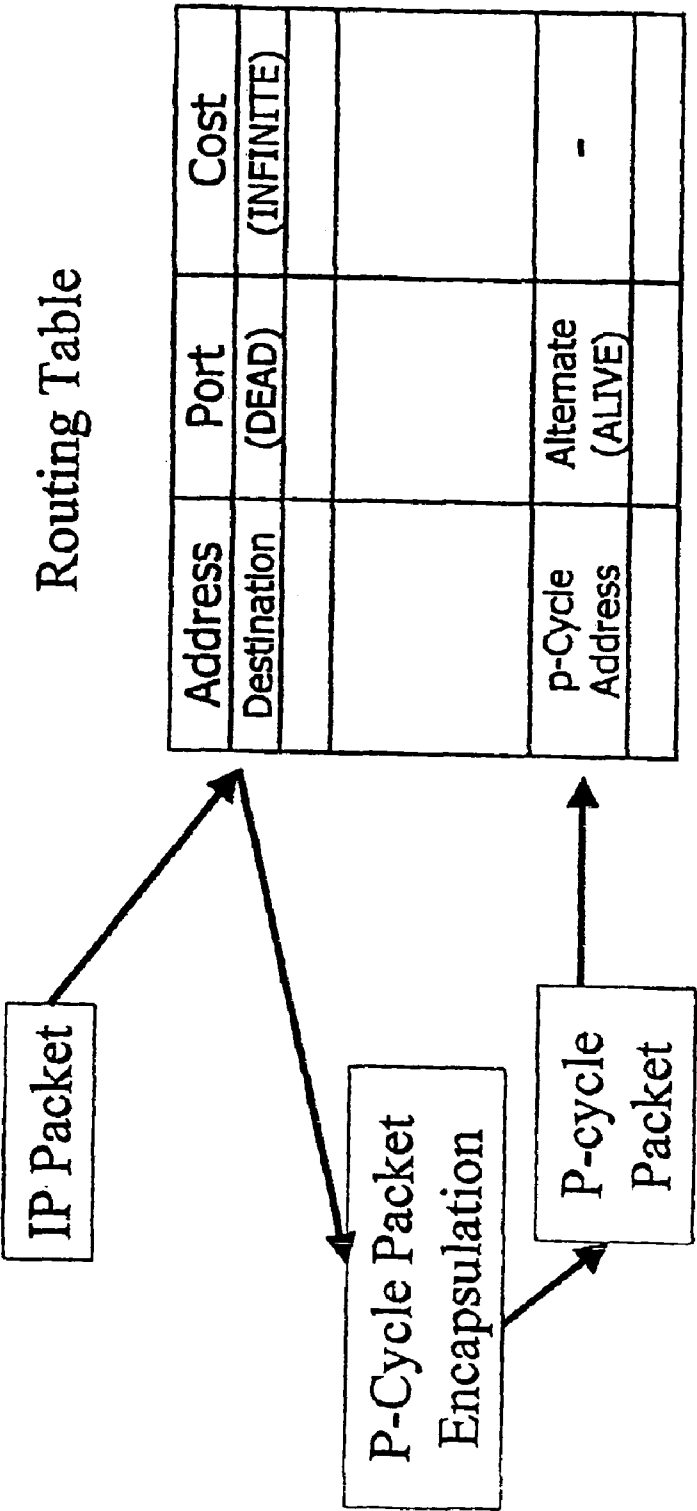 Routing Table
IP Packet
Address Port Cost
Destination (DEAD) (INFINITE)
P-Cycle Packet
Encapsulation
P-cycle
Packet
p-Cycle
Address
Alternate
(ALIVE)
-